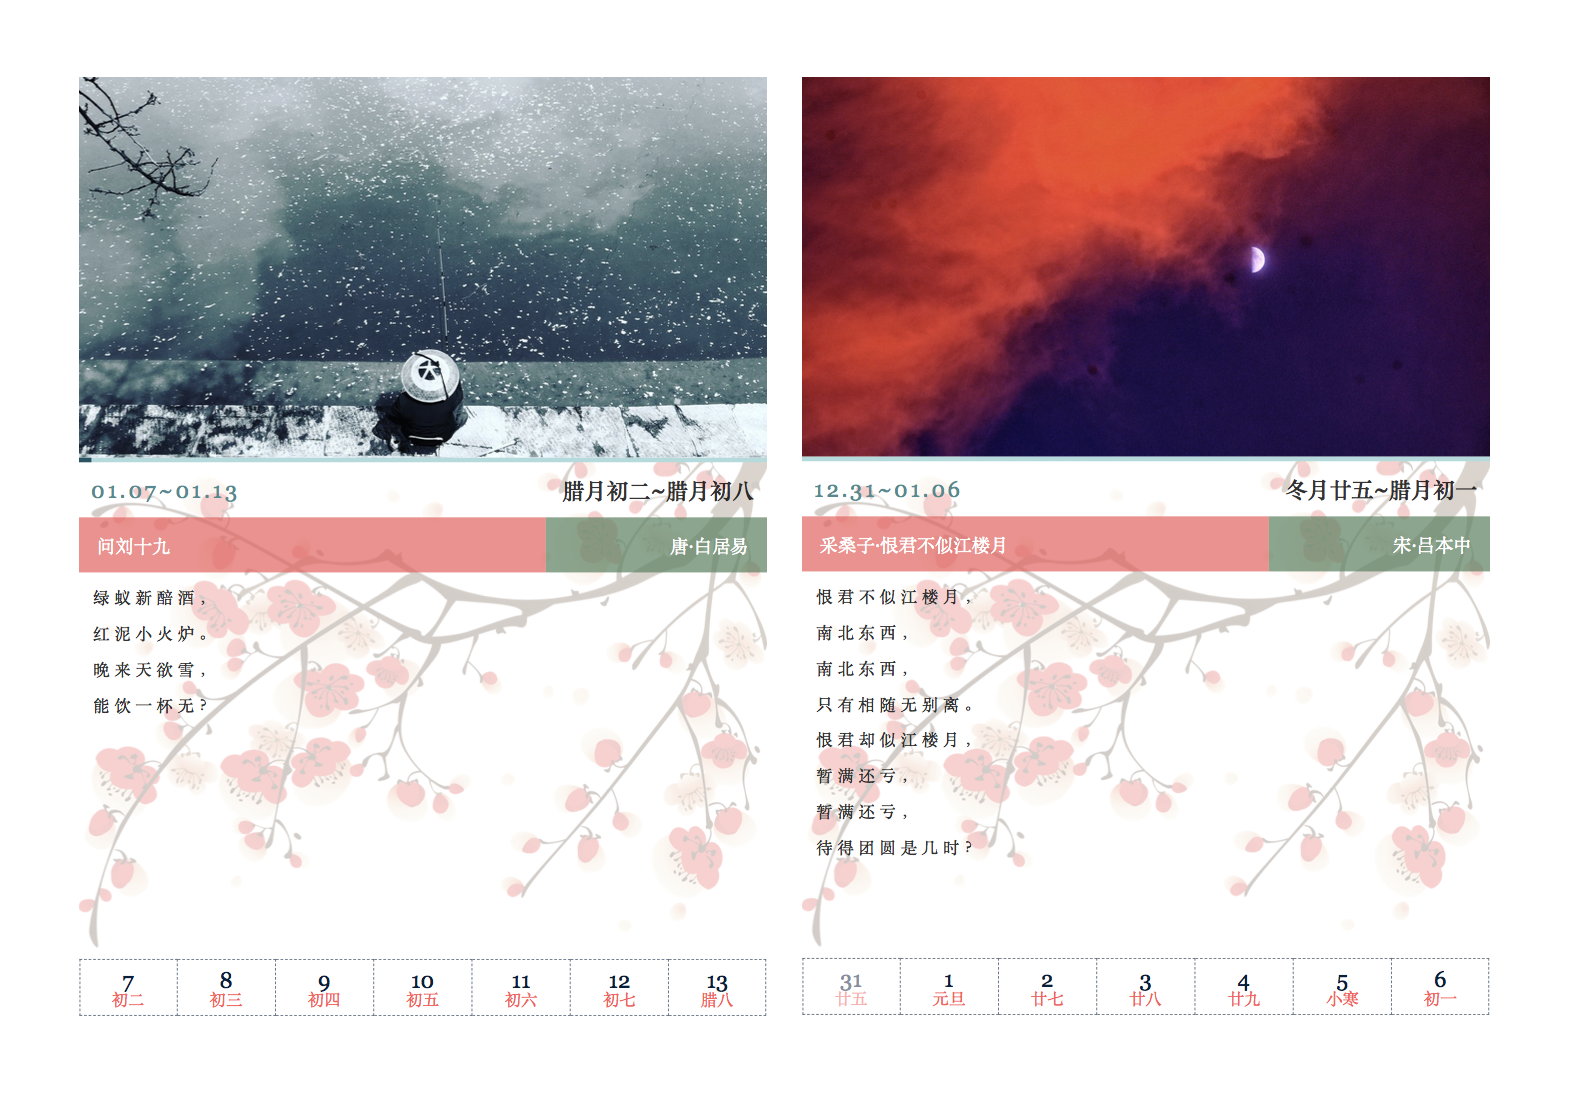 01.07~01.13
腊月初二~腊月初八
问刘十九
唐·白居易
绿蚁新醅酒，
红泥小火炉。
晚来天欲雪，
能饮一杯无？
7 8 9 10 11 12 13
初二 初三 初四 初五 初六 初七 腊八
12.31~01.06
冬月廿五~腊月初一
采桑子·恨君不似江楼月
宋·吕本中
恨君不似江楼月，
南北东西，
南北东西，
只有相随无别离。
恨君却似江楼月，
暂满还亏，
暂满还亏，
待得团圆是几时？
31 1 2 3 4 5 6
廿五 元旦 廿七 廿八 廿九 小寒 初一